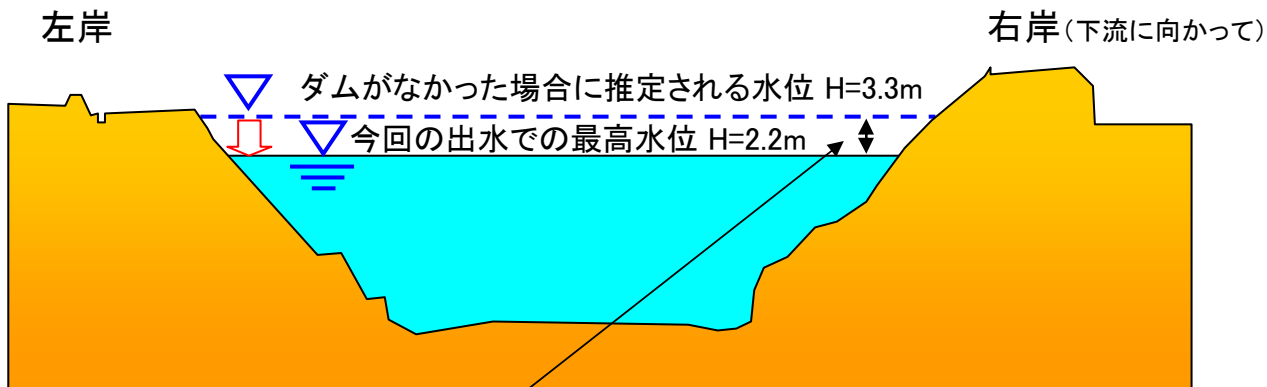 左岸
右岸(下流に向かって)
ダムがなかった場合に推定される水位 H=3.3m
今回の出水での最高水位 H=2.2m